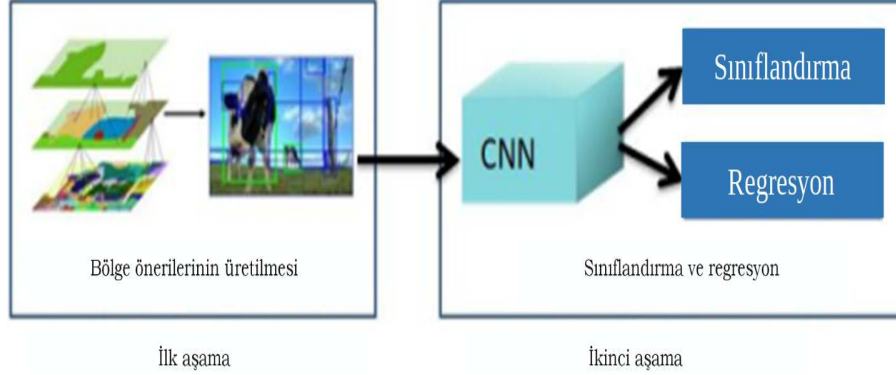 CNN
Sınıflandırma
Regresyon
Bölge önerilerinin üretilmesi
Sınıflandırma ve regresyon
İlk aşama
İkinci aşama